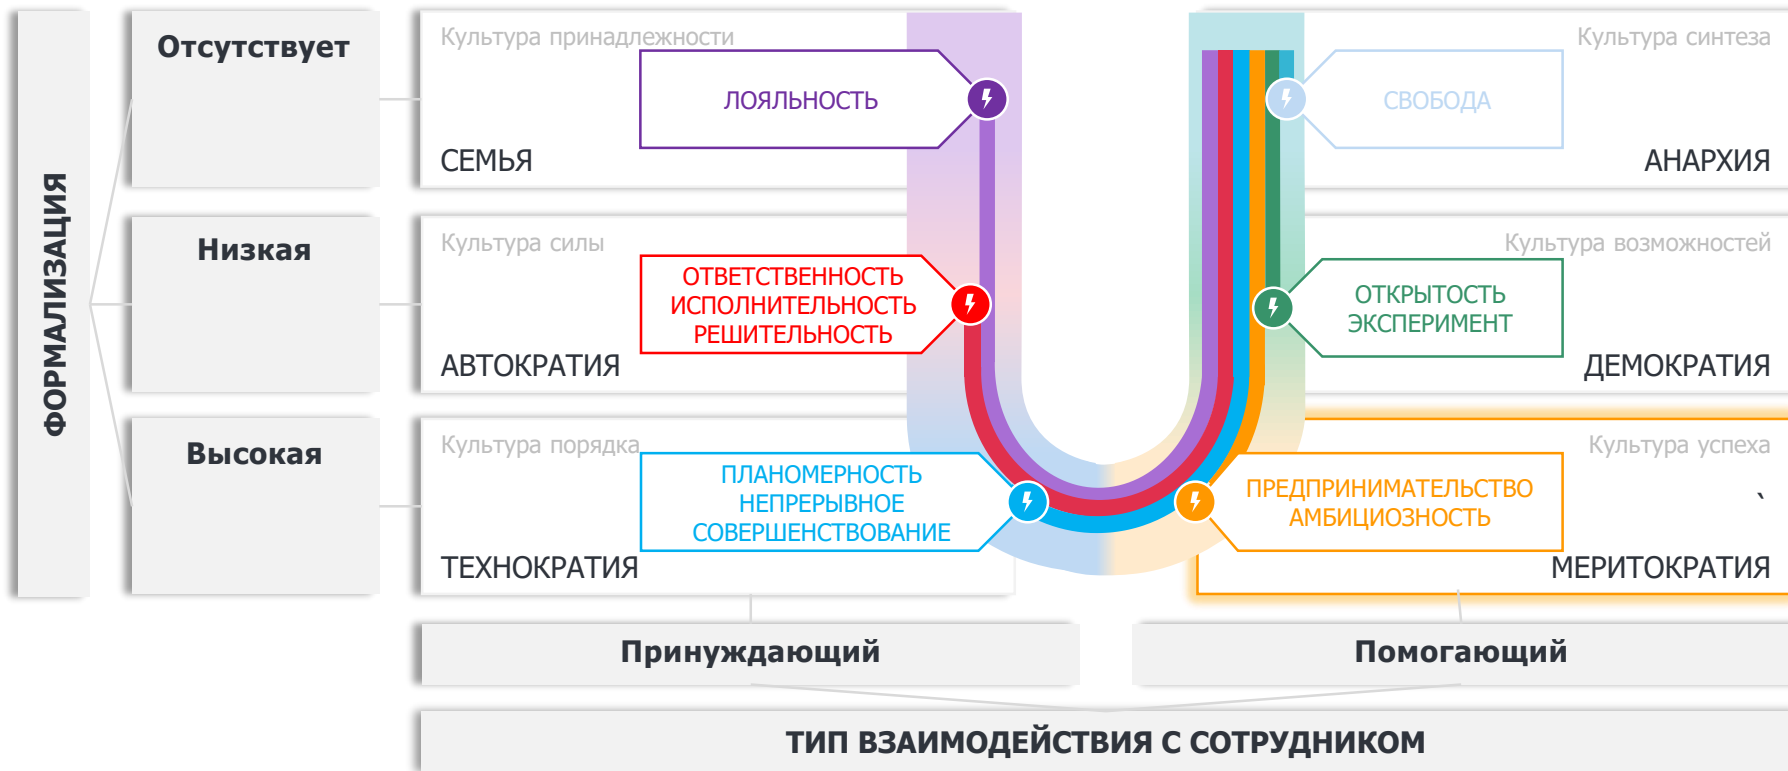 ФОРМАЛИЗАЦИЯ
Отсутствует
Культура принадлежности
ЛОЯЛЬНОСТЬ
СЕМЬЯ
Культура синтеза
СВОБОДА
АНАРХИЯ
Низкая
Культура силы
ОТВЕТСТВЕННОСТЬ
ИСПОЛНИТЕЛЬНОСТЬ
РЕШИТЕЛЬНОСТЬ
АВТОКРАТИЯ
Культура возможностей
ОТКРЫТОСТЬ
ЭКСПЕРИМЕНТ
ДЕМОКРАТИЯ
Высокая
Культура порядка
ПЛАНОМЕРНОСТЬ
НЕПРЕРЫВНОЕ
СОВЕРШЕНСТВОВАНИЕ
ТЕХНОКРАТИЯ
Культура успеха
ПРЕДПРИНИМАТЕЛЬСТВО
АМБИЦИОЗНОСТЬ
`
МЕРИТОКРАТИЯ
Принуждающий
Помогающий
ТИП ВЗАИМОДЕЙСТВИЯ С СОТРУДНИКОМ